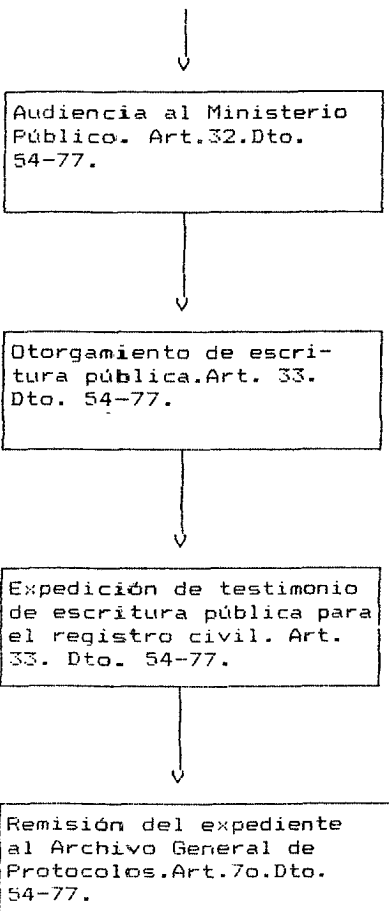 Audiencia al Ministerio
Público. Art.32.Dto.
54-77.
Otorgamiento de escri-
tura pública.Art. 33.
Dto. 54-77.
Expedición de testimonio
de escritura pública para
el registro civil. Art.
33. Dto. 54-77.
Remisión del expediente
al Archivo General de
Protocolos.Art.7o.Dto.
54-77.